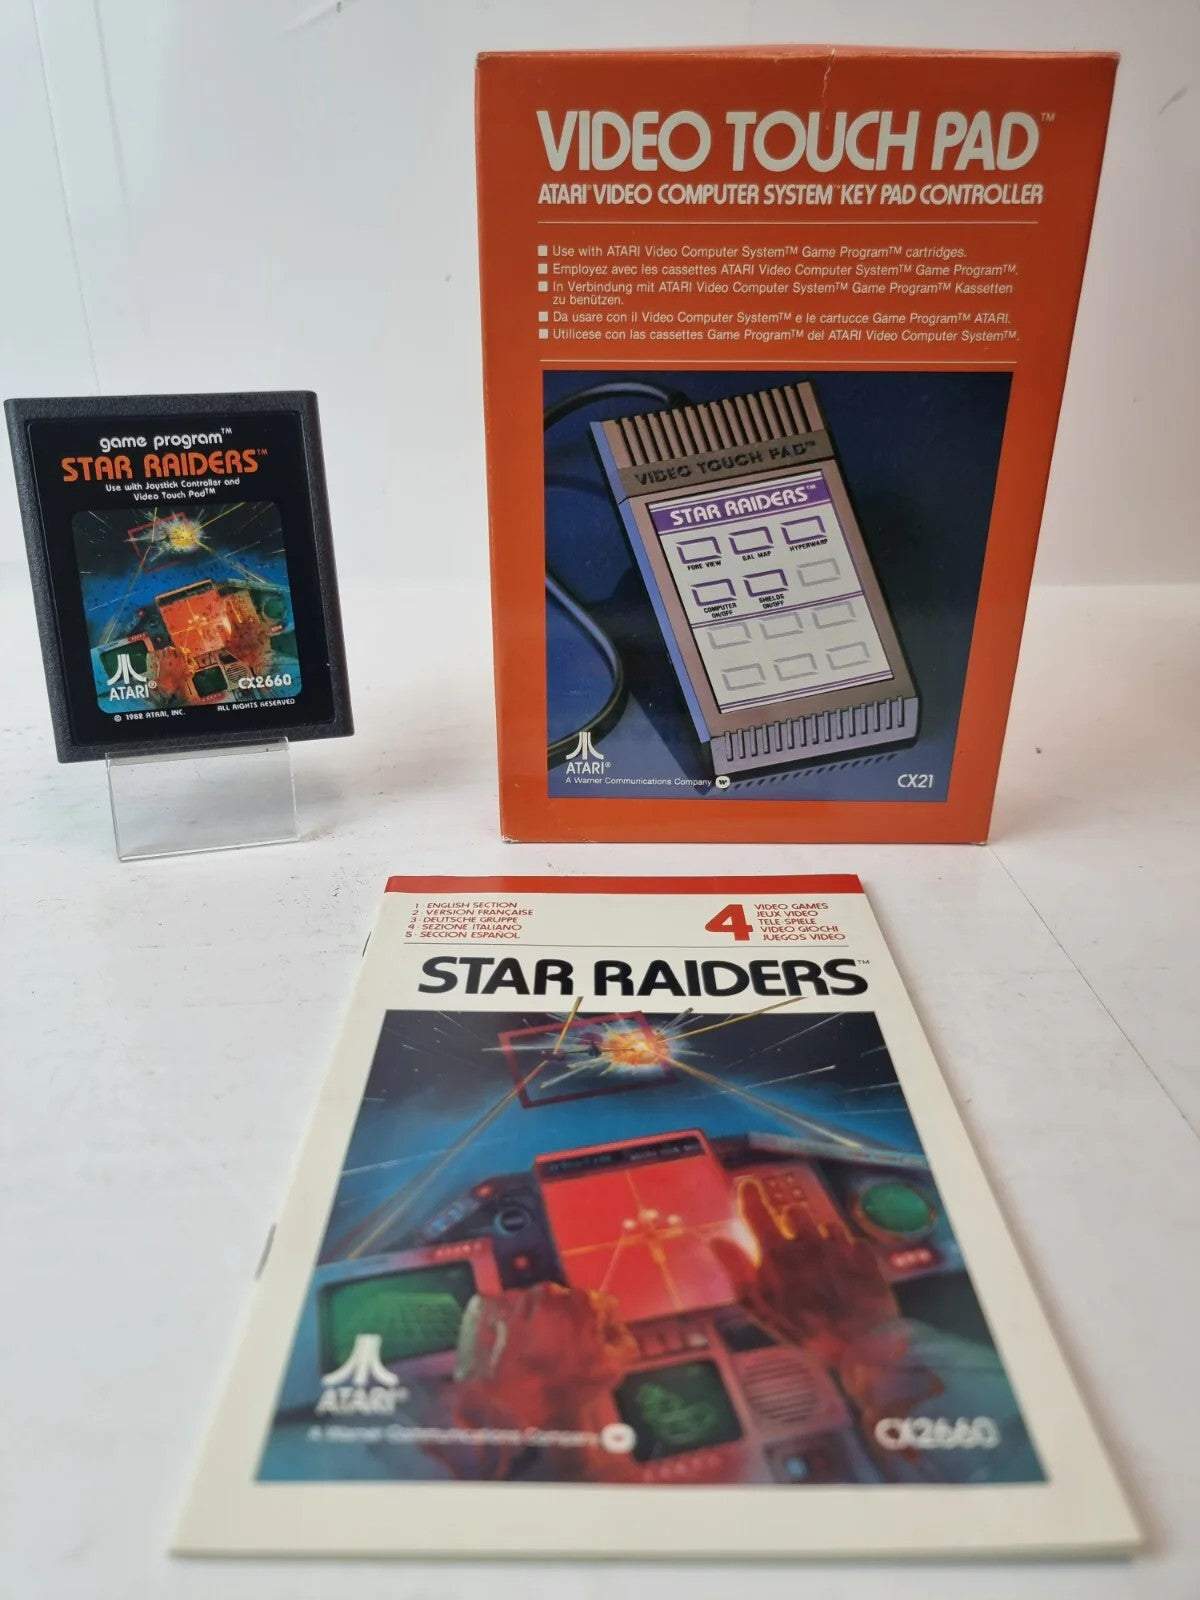 VIDEO TOUCH PAD™
ATARI® VIDEO COMPUTER SYSTEM™ KEY PAD CONTROLLER
■ Use with ATARI Video Computer System™ Game Program™ cartridges.
■ Employez avec les cassettes ATARI Video Computer System™ Game Program™.
■ In Verbindung mit ATARI Video Computer System™ Game Program™ Kassetten
zu benützen.
■ Da usare con il Video Computer System™ e le cartucce Game Program™ ATARI.
■ Utilicese con las cassettes Game Program™ del ATARI Video Computer System™.
VIDEO TOUCH PAD™
STAR RAIDERS™
FORE VIEW GAL MAP HYPERWARP
COMPUTER ON/OFF SHIELDS ON/OFF
ATARI®
A Warner Communications Company
CX21
game program™
STAR RAIDERS™
Use with Joystick Controller and
Video Touch Pad™
ATARI®
CX2660
© 1982 ATARI, INC. ALL RIGHTS RESERVED
1 · ENGLISH SECTION
2 · VERSION FRANÇAISE
3 · DEUTSCHE GRUPPE
4 · SEZIONE ITALIANO
5 · SECCION ESPAÑOL
4
VIDEO GAMES
JEUX VIDEO
TELE-SPIELE
VIDEO GIOCHI
JUEGOS VIDEO
STAR RAIDERS™
ATARI®
A Warner Communications Company
CX2660